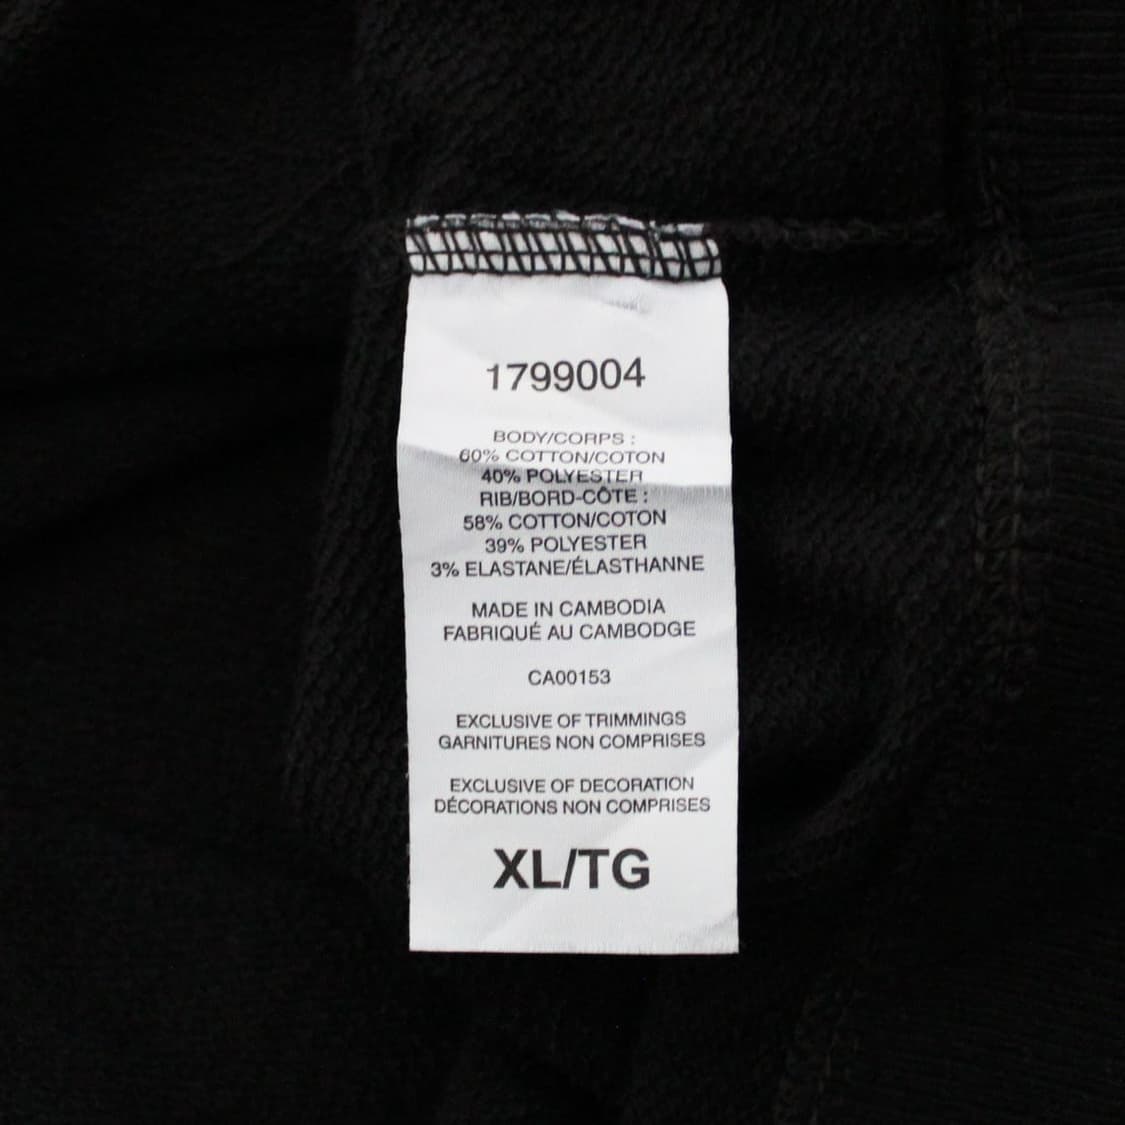 1799004
BODY/CORPS :
60% COTTON/COTON
40% POLYESTER
RIB/BORD-CÔTE :
58% COTTON/COTON
39% POLYESTER
3% ELASTANE/ÉLASTHANNE
MADE IN CAMBODIA
FABRIQUÉ AU CAMBODGE
CA00153
EXCLUSIVE OF TRIMMINGS
GARNITURES NON COMPRISES
EXCLUSIVE OF DECORATION
DÉCORATIONS NON COMPRISES
XL/TG